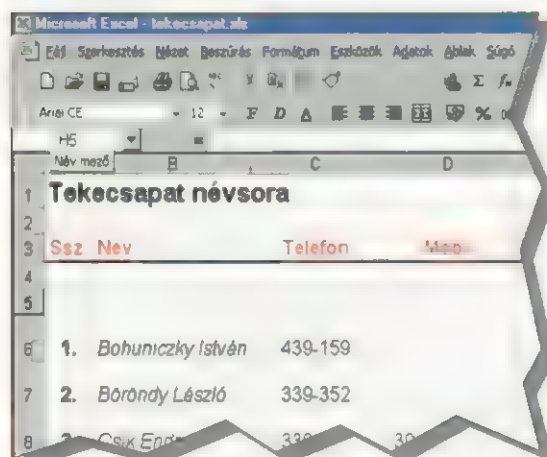 Microsoft Excel - tekecsapat.xls
Fájl Szerkesztés Nézet Beszúrás Formátum Eszközök Adatok Ablak Súgó
Arial CE 12 F D A %
H5 =
Név mező B C D
1 Tekecsapat névsora
2
3 Ssz Név Telefon
4
5
6 1. Bohuniczky István 439-159
7 2. Böröndy László 339-352
8